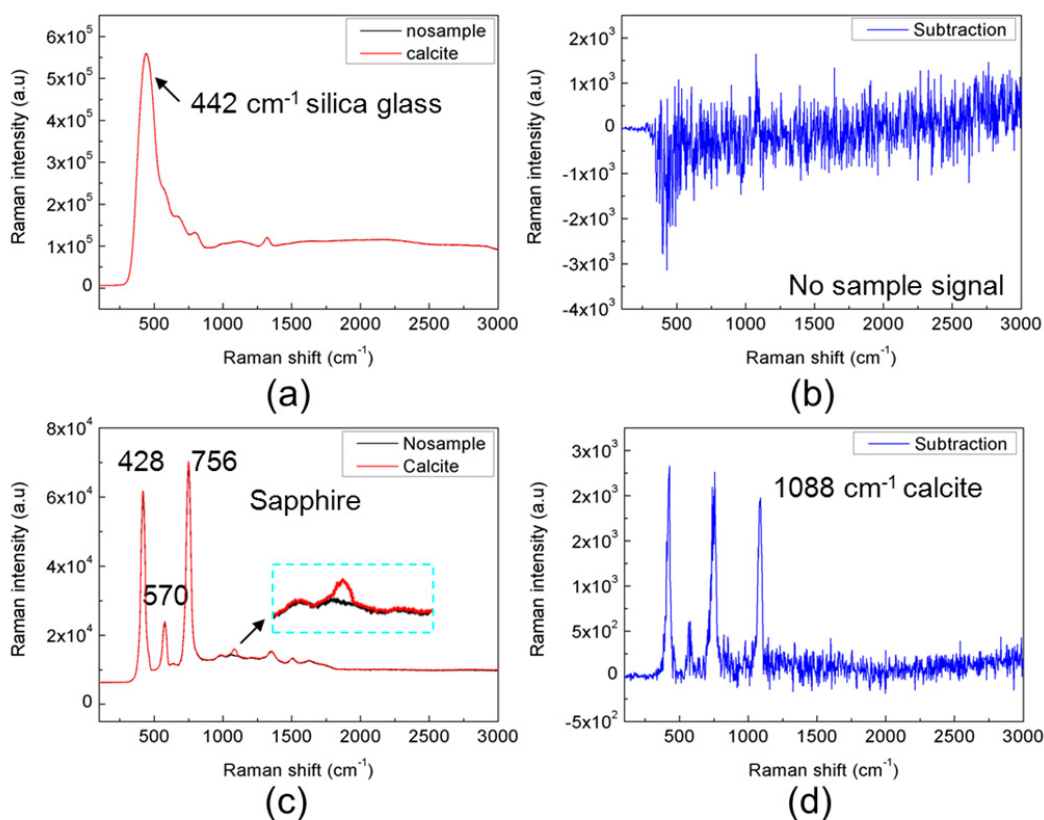 nosample
calcite
442 cm⁻¹ silica glass
6x10⁵
5x10⁵
4x10⁵
3x10⁵
2x10⁵
1x10⁵
0
Raman intensity (a.u)
500 1000 1500 2000 2500 3000
Raman shift (cm⁻¹)
(a)
Subtraction
No sample signal
2x10³
1x10³
0
-1x10³
-2x10³
-3x10³
-4x10³
Raman intensity (a.u)
500 1000 1500 2000 2500 3000
Raman shift (cm⁻¹)
(b)
Nosample
Calcite
428
756
570
Sapphire
8x10⁴
6x10⁴
4x10⁴
2x10⁴
0
Raman intensity (a.u)
500 1000 1500 2000 2500 3000
Raman shift (cm⁻¹)
(c)
Subtraction
1088 cm⁻¹ calcite
3x10³
2x10³
2x10³
1x10³
5x10²
0
-5x10²
Raman intensity (a.u)
500 1000 1500 2000 2500 3000
Raman shift (cm⁻¹)
(d)